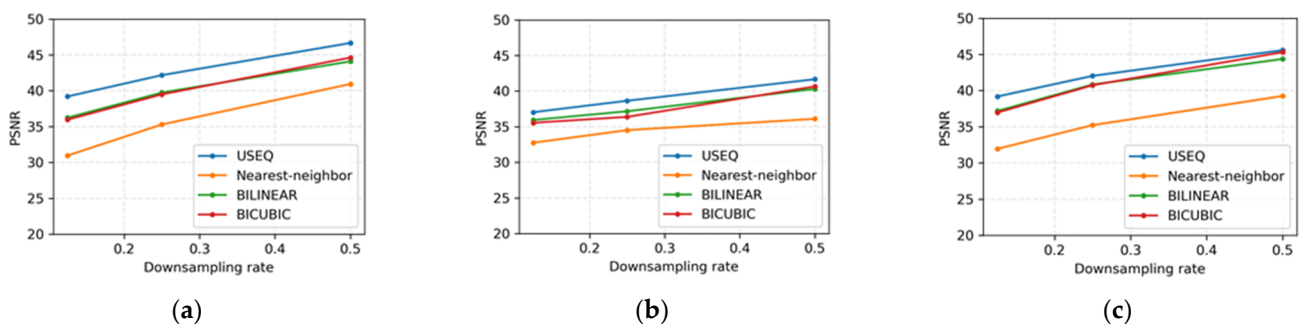 50
45
40
35
30
25
20
PSNR
0.2 0.3 0.4 0.5
Downsampling rate
USEQ
Nearest-neighbor
BILINEAR
BICUBIC
(a)
50
45
40
35
30
25
20
PSNR
0.2 0.3 0.4 0.5
Downsampling rate
USEQ
Nearest-neighbor
BILINEAR
BICUBIC
(b)
50
45
40
35
30
25
20
PSNR
0.2 0.3 0.4 0.5
Downsampling rate
USEQ
Nearest-neighbor
BILINEAR
BICUBIC
(c)